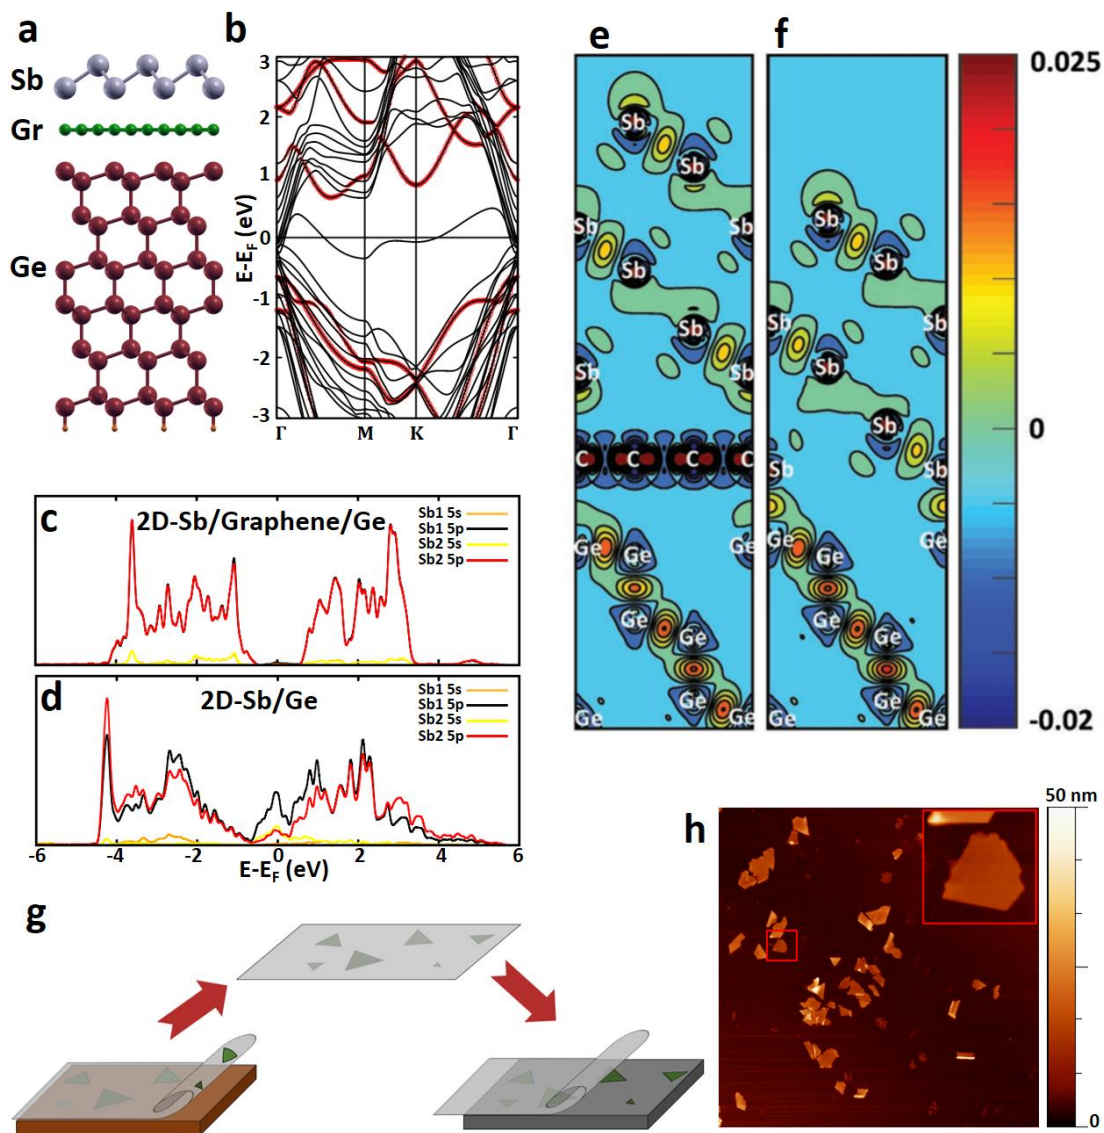 a
Sb
Gr
Ge
b
3
2
1
0
-1
-2
-3
E-E_F (eV)
Γ M K Γ
c
2D-Sb/Graphene/Ge
Sb1 5s
Sb1 5p
Sb2 5s
Sb2 5p
d
2D-Sb/Ge
Sb1 5s
Sb1 5p
Sb2 5s
Sb2 5p
-6 -4 -2 0 2 4 6
E-E_F (eV)
e
Sb
Sb
Sb
Sb
Sb
Sb
Sb
Sb
Sb
C C C C
Ge
Ge
Ge
Ge
Ge
Ge
Ge
Ge
f
Sb
Sb
Sb
Sb
Sb
Sb
Sb
Sb
Ge
Ge
Ge
Ge
Ge
Ge
Ge
Ge
0.025
0
-0.02
g
h
50 nm
0